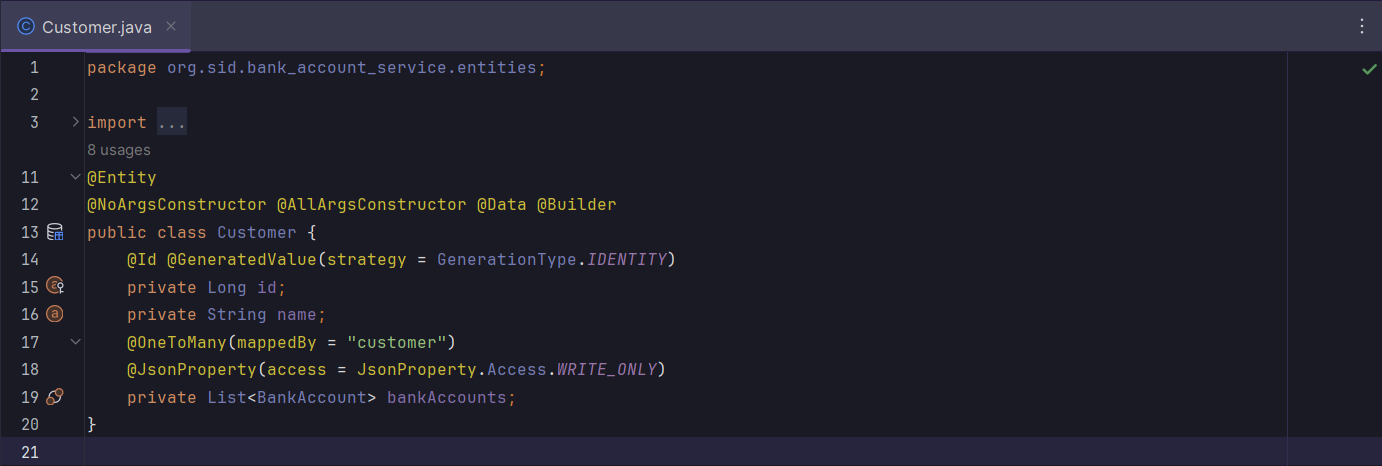 Customer.java
1 package org.sid.bank_account_service.entities;
2
3 import ...
8 usages
11 @Entity
12 @NoArgsConstructor @AllArgsConstructor @Data @Builder
13 public class Customer {
14     @Id @GeneratedValue(strategy = GenerationType.IDENTITY)
15     private Long id;
16     private String name;
17     @OneToMany(mappedBy = "customer")
18     @JsonProperty(access = JsonProperty.Access.WRITE_ONLY)
19     private List<BankAccount> bankAccounts;
20 }
21